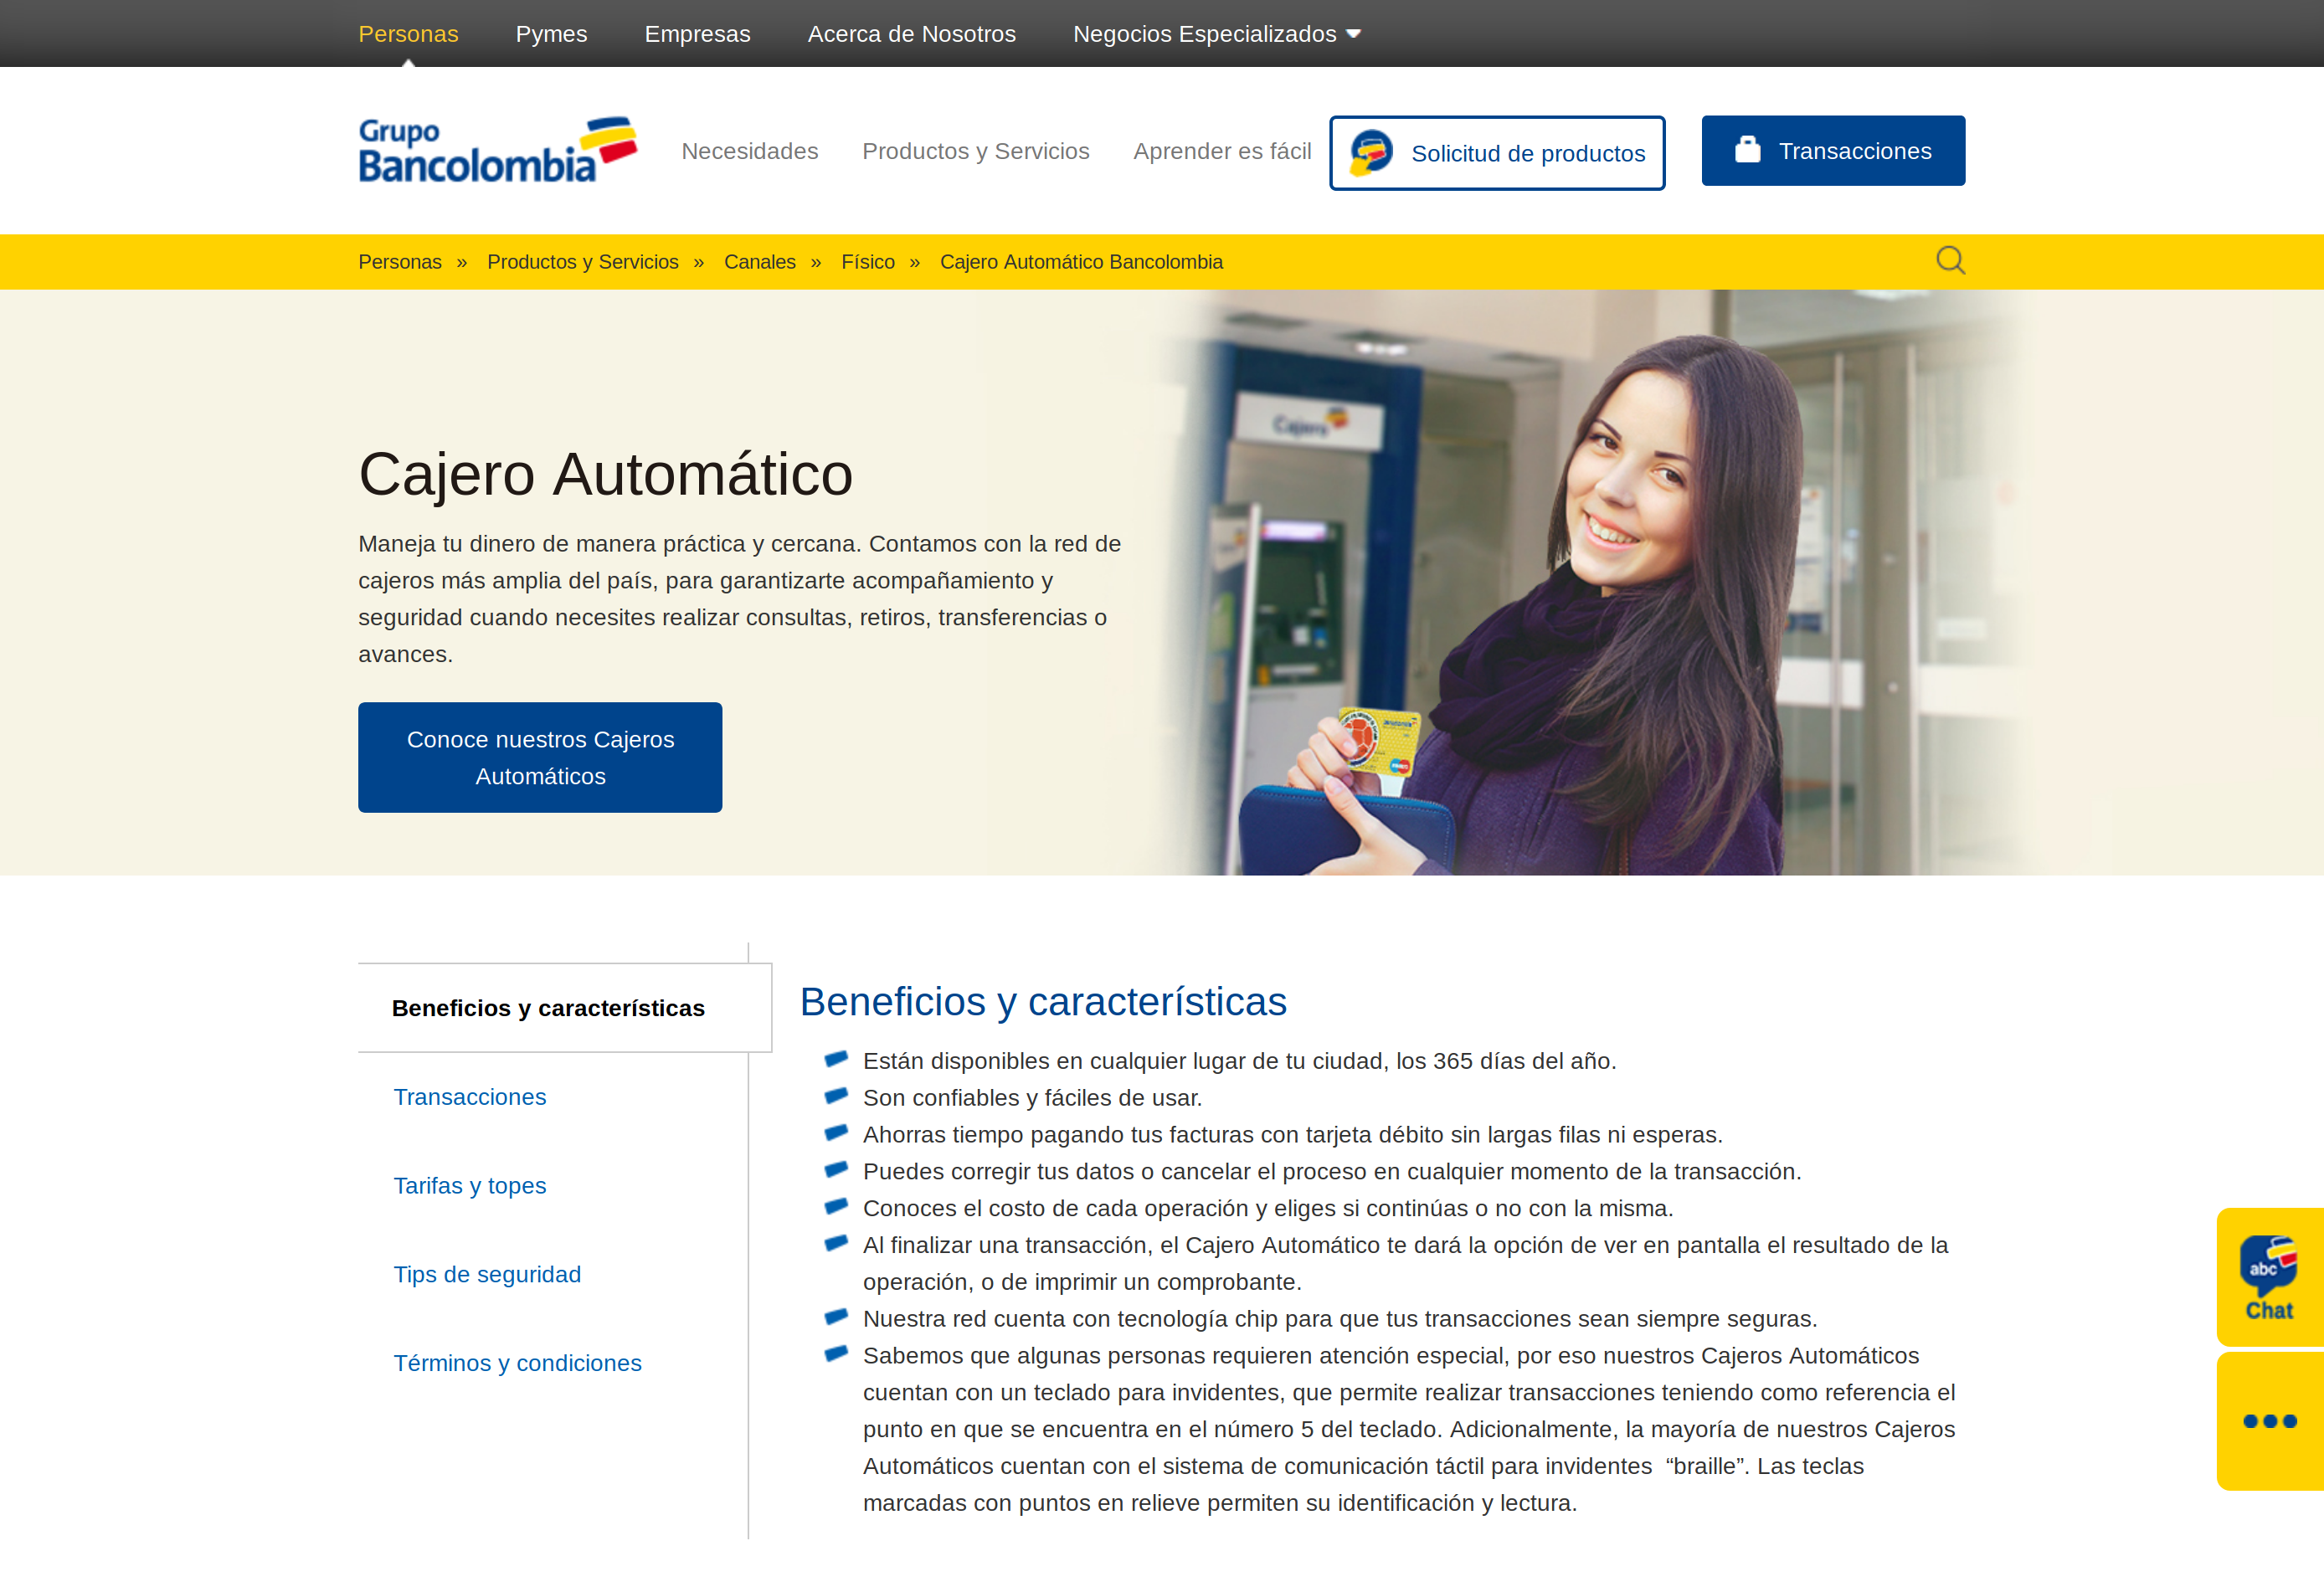 Personas Pymes Empresas Acerca de Nosotros Negocios Especializados
Grupo
Bancolombia
Necesidades Productos y Servicios Aprender es fácil Solicitud de productos Transacciones
Personas » Productos y Servicios » Canales » Físico » Cajero Automático Bancolombia
Cajero
Cajero Automático
Maneja tu dinero de manera práctica y cercana. Contamos con la red de
cajeros más amplia del país, para garantizarte acompañamiento y
seguridad cuando necesites realizar consultas, retiros, transferencias o
avances.
Conoce nuestros Cajeros
Automáticos
Beneficios y características
Transacciones
Tarifas y topes
Tips de seguridad
Términos y condiciones
Beneficios y características
Están disponibles en cualquier lugar de tu ciudad, los 365 días del año.
Son confiables y fáciles de usar.
Ahorras tiempo pagando tus facturas con tarjeta débito sin largas filas ni esperas.
Puedes corregir tus datos o cancelar el proceso en cualquier momento de la transacción.
Conoces el costo de cada operación y eliges si continúas o no con la misma.
Al finalizar una transacción, el Cajero Automático te dará la opción de ver en pantalla el resultado de la
operación, o de imprimir un comprobante.
Nuestra red cuenta con tecnología chip para que tus transacciones sean siempre seguras.
Sabemos que algunas personas requieren atención especial, por eso nuestros Cajeros Automáticos
cuentan con un teclado para invidentes, que permite realizar transacciones teniendo como referencia el
punto en que se encuentra en el número 5 del teclado. Adicionalmente, la mayoría de nuestros Cajeros
Automáticos cuentan con el sistema de comunicación táctil para invidentes “braille”. Las teclas
marcadas con puntos en relieve permiten su identificación y lectura.
abc
Chat